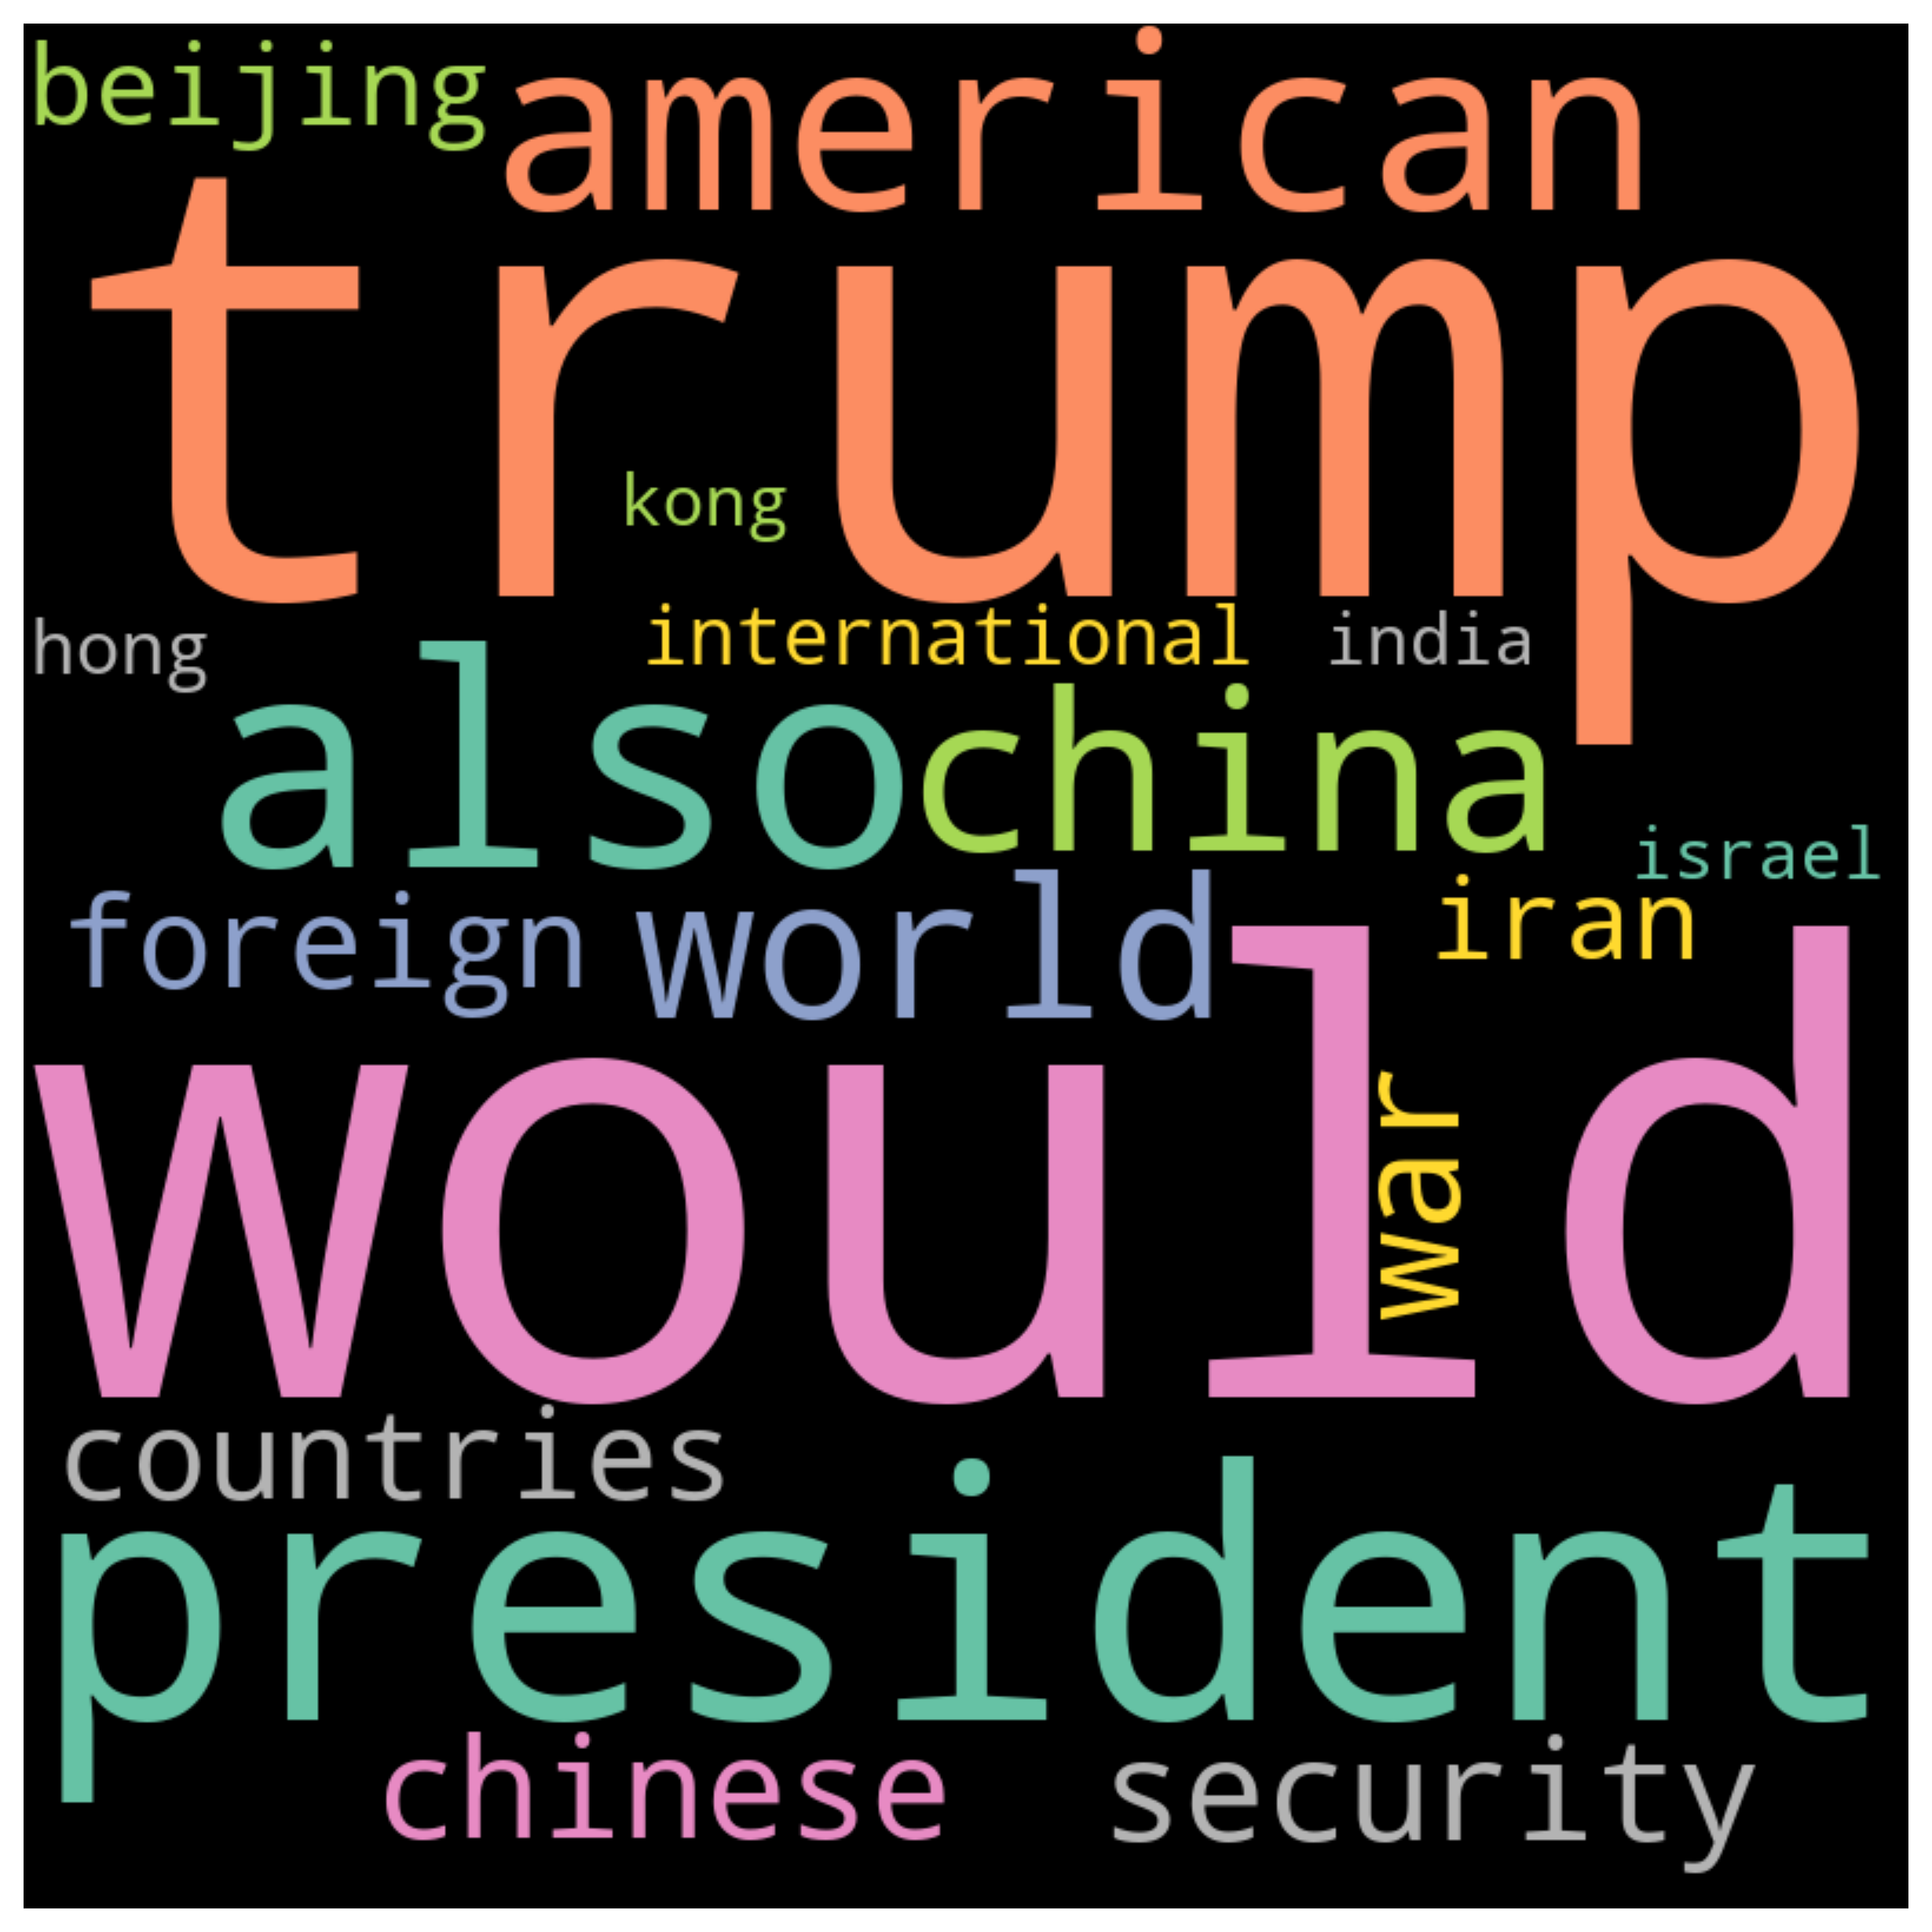 beijing american
trump
kong
hong international india
also china
israel
foreign world iran
would
war
countries
president
chinese security